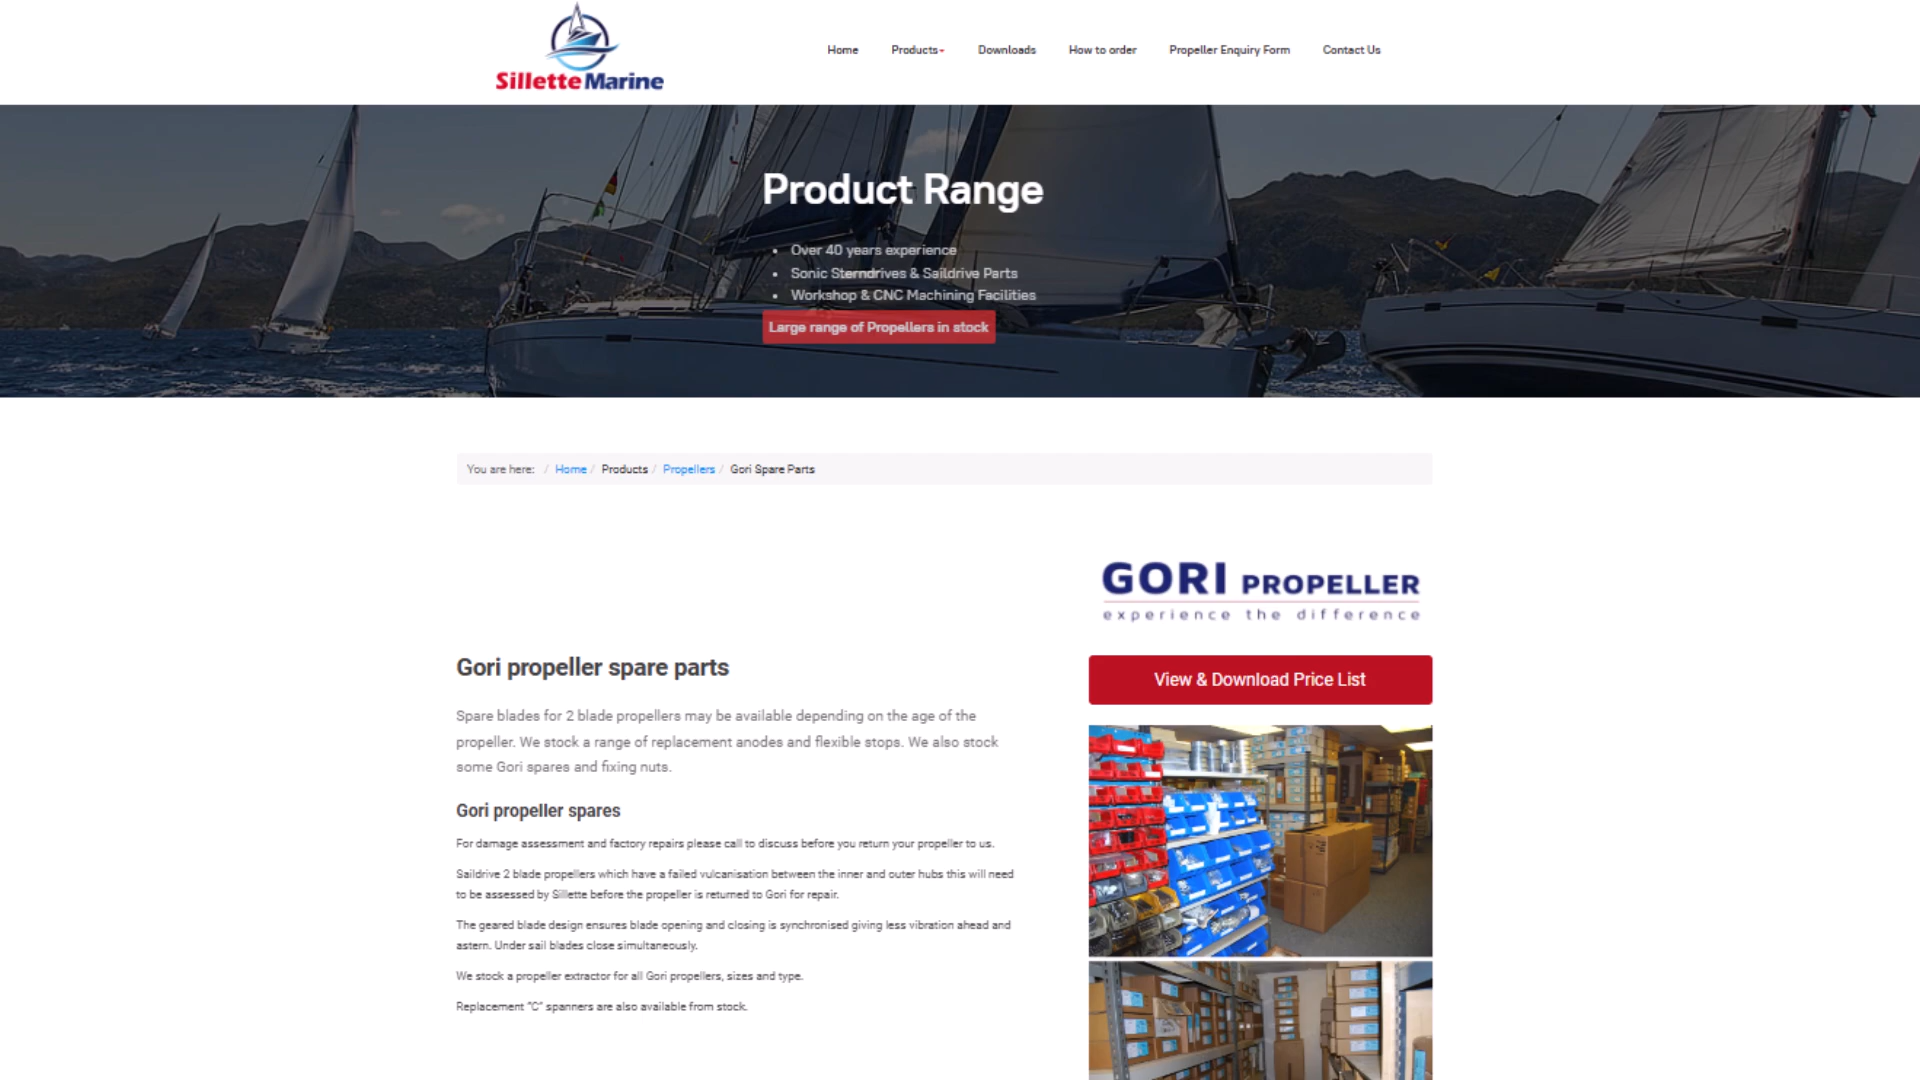 Sillette Marine
Home
Products
Downloads
How to order
Propeller Enquiry Form
Contact Us
Product Range
• Over 40 years experience
• Sonic Sterndrives & Saildrive Parts
• Workshop & CNC Machining Facilities
Large range of Propellers in stock
You are here: / Home / Products / Propellers / Gori Spare Parts
GORI PROPELLER
experience the difference
Gori propeller spare parts
View & Download Price List
Spare blades for 2 blade propellers may be available depending on the age of the
propeller. We stock a range of replacement anodes and flexible stops. We also stock
some Gori spares and fixing nuts.
Gori propeller spares
For damage assessment and factory repairs please call to discuss before you return your propeller to us.
Saildrive 2 blade propellers which have a failed vulcanisation between the inner and outer hubs this will need
to be assessed by Sillette before the propeller is returned to Gori for repair.
The geared blade design ensures blade opening and closing is synchronised giving less vibration ahead and
astern. Under sail blades close simultaneously.
We stock a propeller extractor for all Gori propellers, sizes and type.
Replacement "C" spanners are also available from stock.